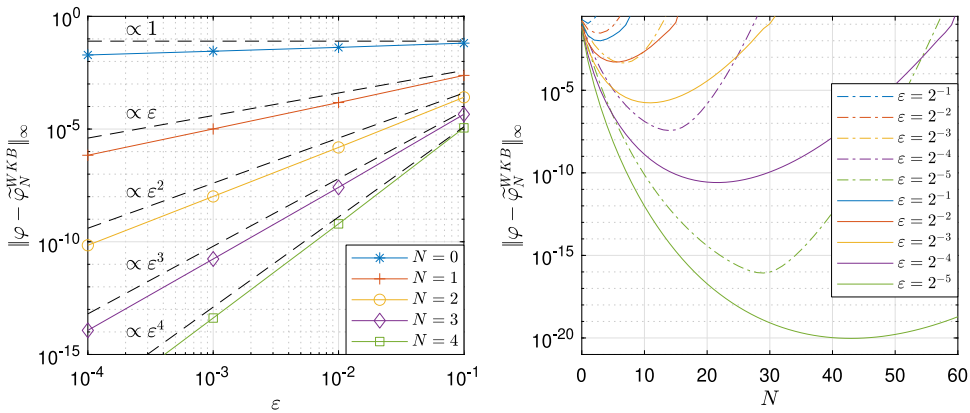 10^0
10^-5
10^-10
10^-15
‖φ − φ̃_N^{WKB}‖_∞
∝ 1
∝ ε
∝ ε^2
∝ ε^3
∝ ε^4
N = 0
N = 1
N = 2
N = 3
N = 4
10^-4 10^-3 10^-2 10^-1
ε
10^-5
10^-10
10^-15
10^-20
‖φ − φ̃_N^{WKB}‖_∞
ε = 2^-1
ε = 2^-2
ε = 2^-3
ε = 2^-4
ε = 2^-5
ε = 2^-1
ε = 2^-2
ε = 2^-3
ε = 2^-4
ε = 2^-5
0 10 20 30 40 50 60
N